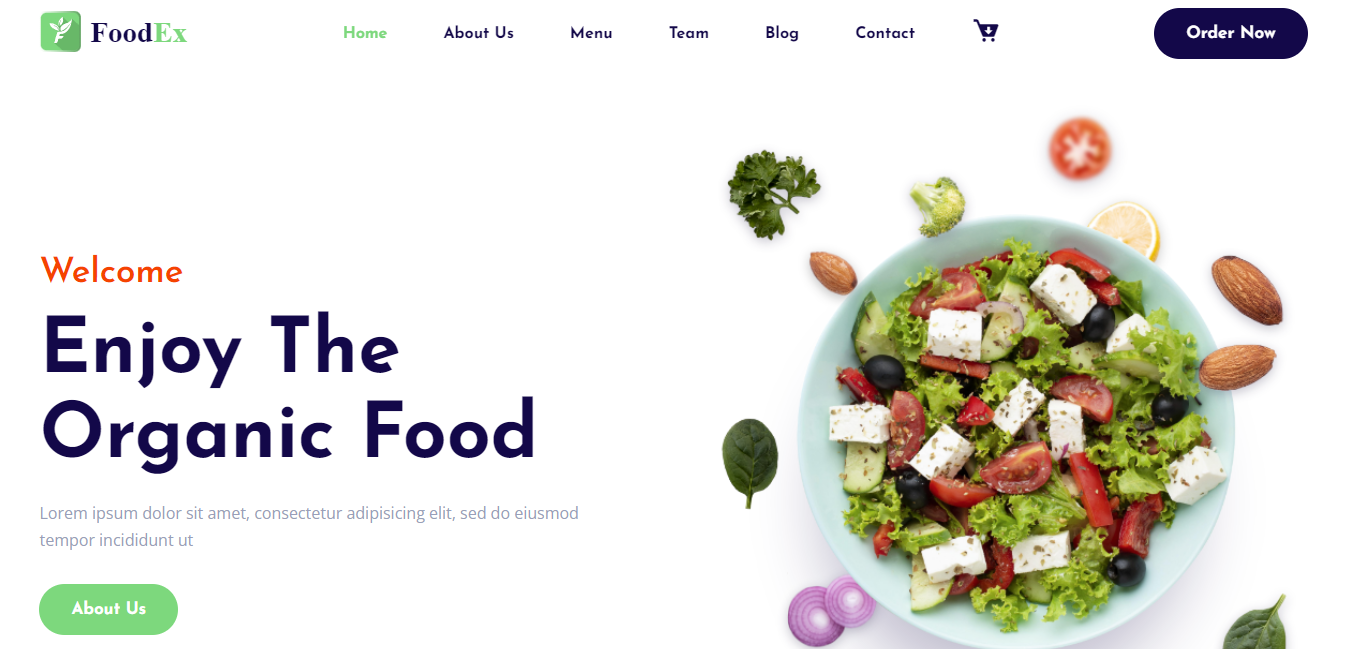 FoodEx
Home
About Us
Menu
Team
Blog
Contact
Order Now
Welcome
Enjoy The
Organic Food
Lorem ipsum dolor sit amet, consectetur adipisicing elit, sed do eiusmod
tempor incididunt ut
About Us